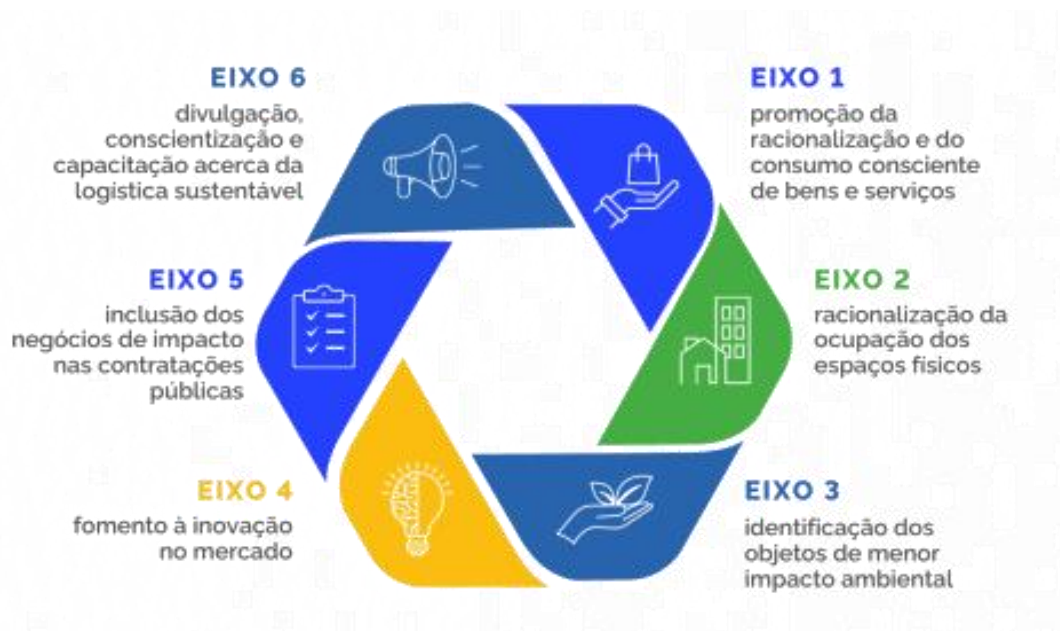 EIXO 1
promoção da
racionalização e do
consumo consciente
de bens e serviços
EIXO 2
racionalização da
ocupação dos
espaços físicos
EIXO 3
identificação dos
objetos de menor
impacto ambiental
EIXO 4
fomento à inovação
no mercado
EIXO 5
inclusão dos
negócios de impacto
nas contratações
públicas
EIXO 6
divulgação,
conscientização e
capacitação acerca da
logística sustentável